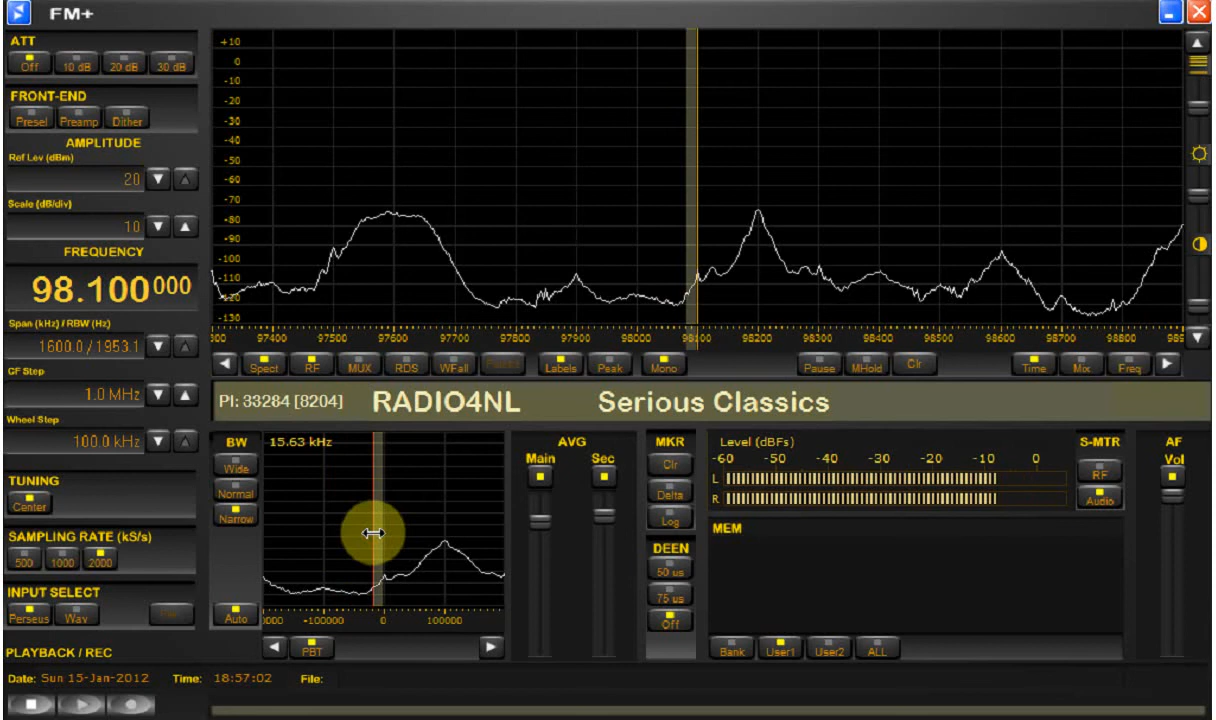 FM+
ATT
Off 10 dB 20 dB 30 dB
FRONT-END
Presel Preamp Dither
AMPLITUDE
Ref Lev (dBm)
20
Scale (dB/div)
10
FREQUENCY
98.100000
Span (kHz) / RBW (Hz)
1600.0/1953.1
CF Step
1.0 MHz
Wheel Step
100.0 kHz
TUNING
Center
SAMPLING RATE (kS/s)
500 1000 2000
INPUT SELECT
Perseus Wav
PLAYBACK / REC
+10
0
-10
-20
-30
-40
-50
-60
-70
-80
-90
-100
-110
-120
-130
97400 97500 97600 97700 97800 97900 98000 98100 98200 98300 98400 98500 98600 98700 98800
Spect RF MUX RDS WFall Labels Peak Mono Pause MHold Clr Time Mix Freq
PI: 33284 [8204] RADIO4NL Serious Classics
BW 15.63 kHz
Wide
Normal
Narrow
Auto
-100000 0 100000
PBT
AVG
Main Sec
MKR
Clr
Delta
Log
DEEN
50 us
75 us
Off
Level (dBFs)
-60 -50 -40 -30 -20 -10 0
L
R
S-MTR
RF
Audio
MEM
Bank User1 User2 ALL
AF
Vol
Date: Sun 15-Jan-2012 Time: 18:57:02 File: